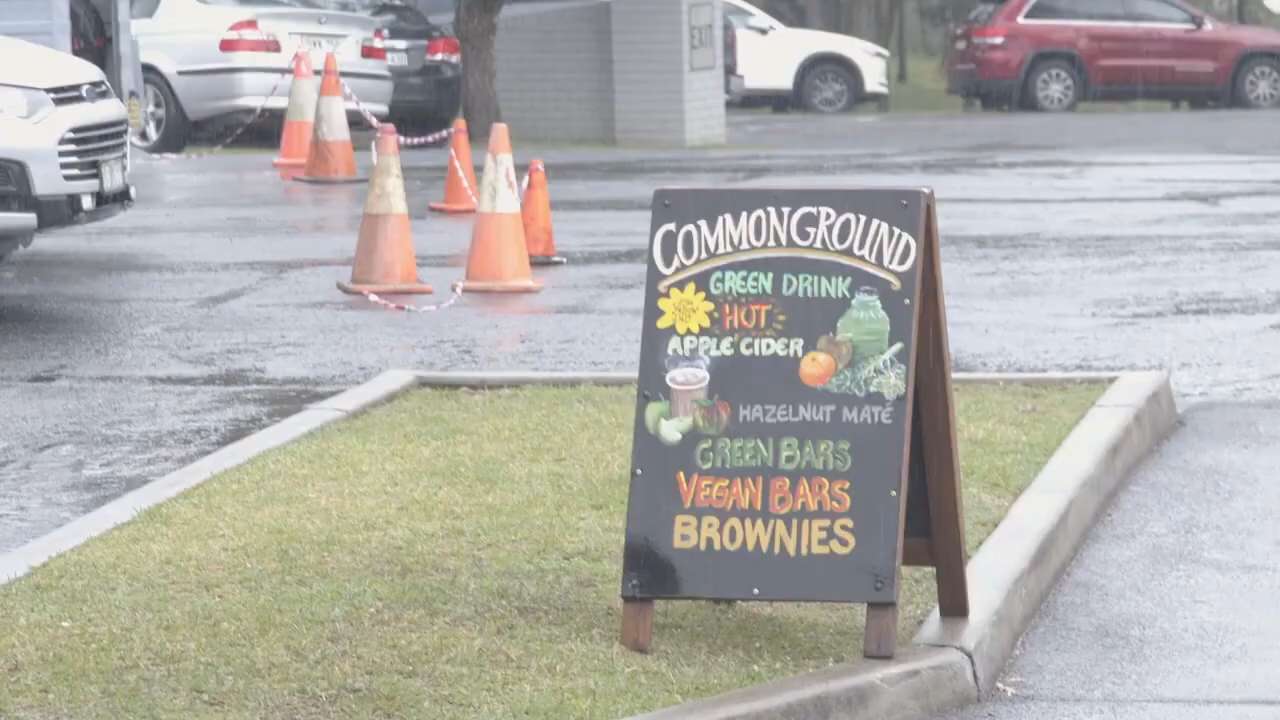 EXIT
COMMONGROUND
GREEN DRINK
HOT
APPLE CIDER
HAZELNUT MATÉ
GREEN BARS
VEGAN BARS
BROWNIES